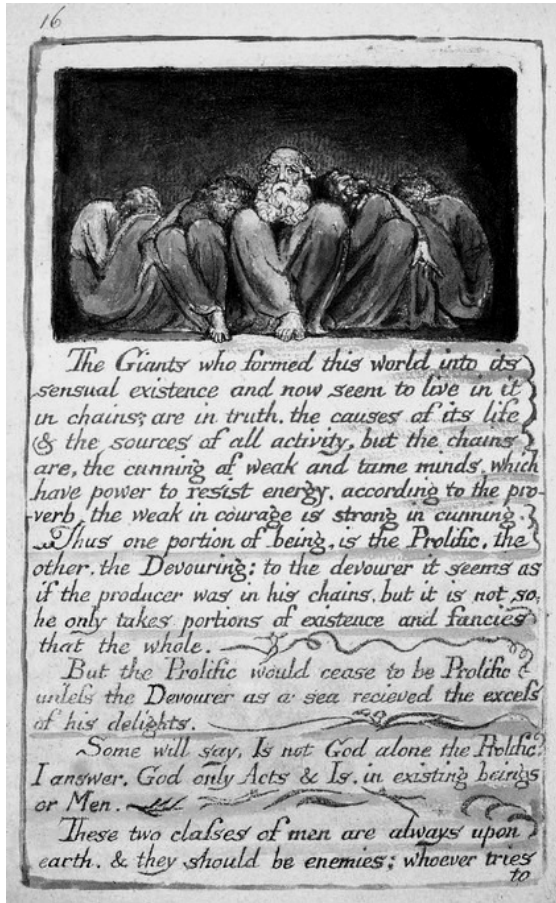 16
The Giants who formed this world into its
sensual existence and now seem to live in it
in chains; are in truth, the causes of its life
& the sources of all activity, but the chains
are, the cunning of weak and tame minds, which
have power to resist energy, according to the pro-
-verb, the weak in courage is strong in cunning.
Thus one portion of being, is the Prolific, the
other, the Devouring: to the devourer it seems as
if the producer was in his chains, but it is not so,
he only takes portions of existence and fancies
that the whole.
But the Prolific would cease to be Prolific
unleſs the Devourer as a sea recieved the exceſs
of his delights.
Some will say, Is not God alone the Prolific?
I answer, God only Acts & Is, in existing beings
or Men.
These two claſses of men are always upon
earth, & they should be enemies; whoever tries
to